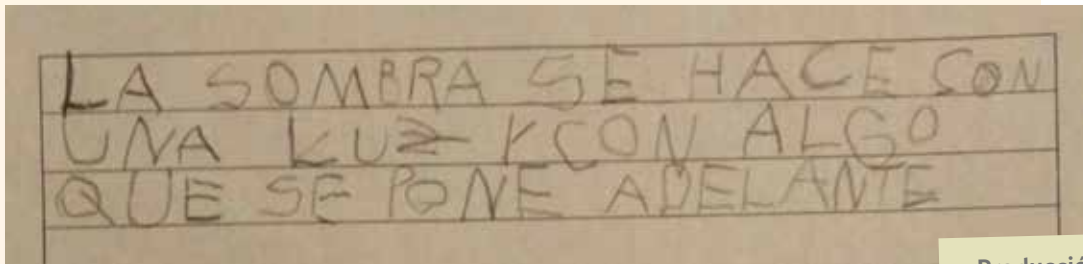 LA SOMBRA SE HACE CON
UNA LUZ Y CON ALGO
QUE SE PONE ADELANTE